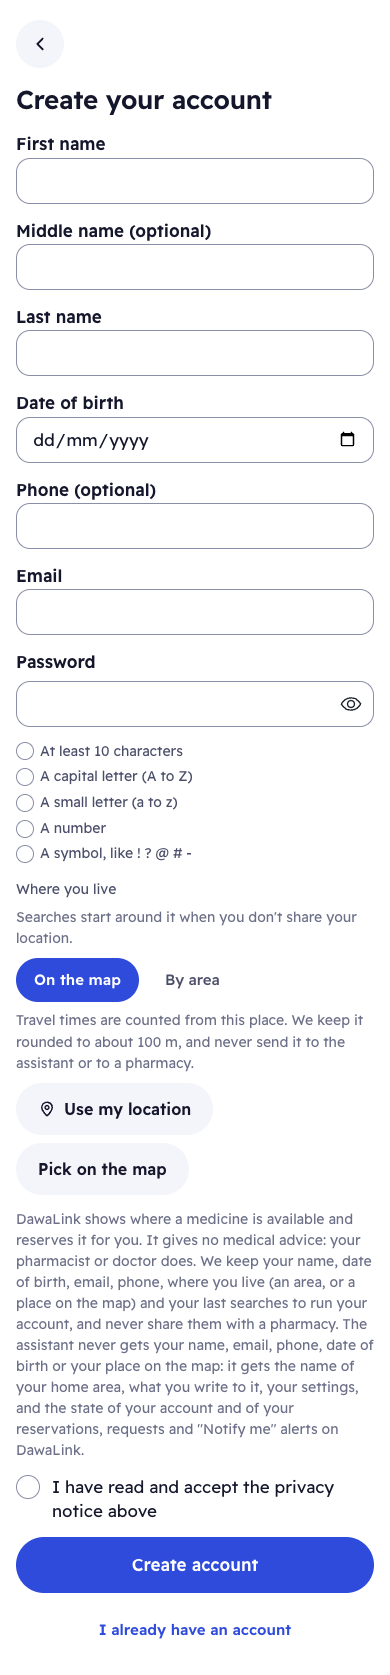 Create your account
First name
Middle name (optional)
Last name
Date of birth
dd/mm/yyyy
Phone (optional)
Email
Password
At least 10 characters
A capital letter (A to Z)
A small letter (a to z)
A number
A symbol, like ! ? @ # -
Where you live
Searches start around it when you don't share your
location.
On the map
By area
Travel times are counted from this place. We keep it
rounded to about 100 m, and never send it to the
assistant or to a pharmacy.
Use my location
Pick on the map
DawaLink shows where a medicine is available and
reserves it for you. It gives no medical advice: your
pharmacist or doctor does. We keep your name, date
of birth, email, phone, where you live (an area, or a
place on the map) and your last searches to run your
account, and never share them with a pharmacy. The
assistant never gets your name, email, phone, date of
birth or your place on the map: it gets the name of
your home area, what you write to it, your settings,
and the state of your account and of your
reservations, requests and "Notify me" alerts on
DawaLink.
I have read and accept the privacy
notice above
Create account
I already have an account